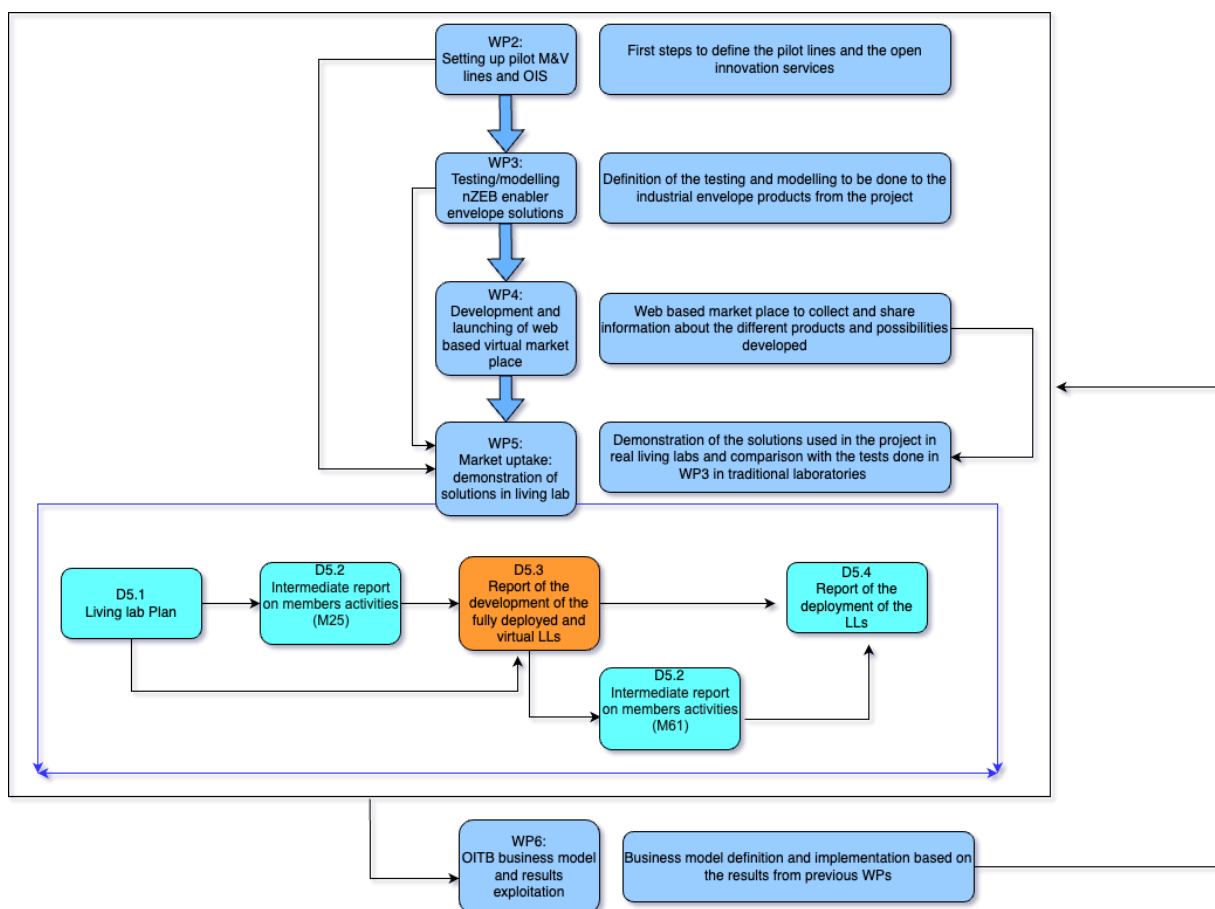 WP2:
Setting up pilot M&V
lines and OIS
First steps to define the pilot lines and the open
innovation services
WP3:
Testing/modelling
nZEB enabler
envelope solutions
Definition of the testing and modelling to be done to the
industrial envelope products from the project
WP4:
Development and
launching of web
based virtual market
place
Web based market place to collect and share
information about the different products and possibilities
developed
WP5:
Market uptake:
demonstration of
solutions in living lab
Demonstration of the solutions used in the project in
real living labs and comparison with the tests done in
WP3 in traditional laboratories
D5.1
Living lab Plan
D5.2
Intermediate report
on members activities
(M25)
D5.3
Report of the
development of the
fully deployed and
virtual LLs
D5.4
Report of the
deployment of the
LLs
D5.2
Intermediate report
on members activities
(M61)
WP6:
OITB business model
and results
exploitation
Business model definition and implementation based on
the results from previous WPs